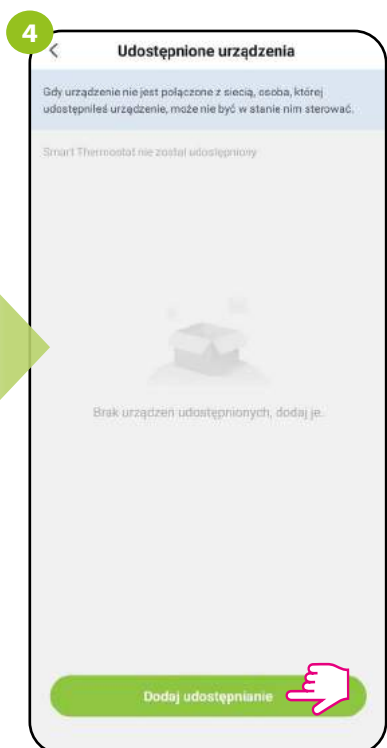 4
Udostępnione urządzenia
Gdy urządzenie nie jest połączone z siecią, osoba, której
udostępniłeś urządzenie, może nie być w stanie nim sterować.
Smart Thermostat nie został udostępniony
Brak urządzeń udostępnionych, dodaj je.
Dodaj udostępnianie